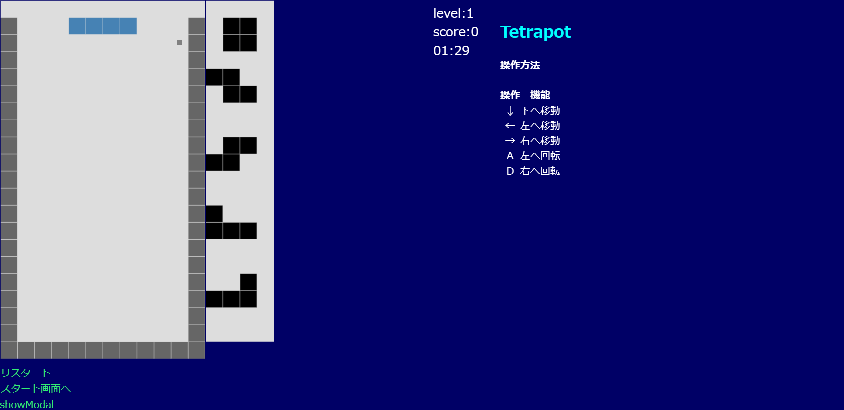 level:1
score:0
01:29
Tetrapot
操作方法
操作 機能
↓ 下へ移動
← 左へ移動
→ 右へ移動
A 左へ回転
D 右へ回転
リスタート
スタート画面へ
showModal